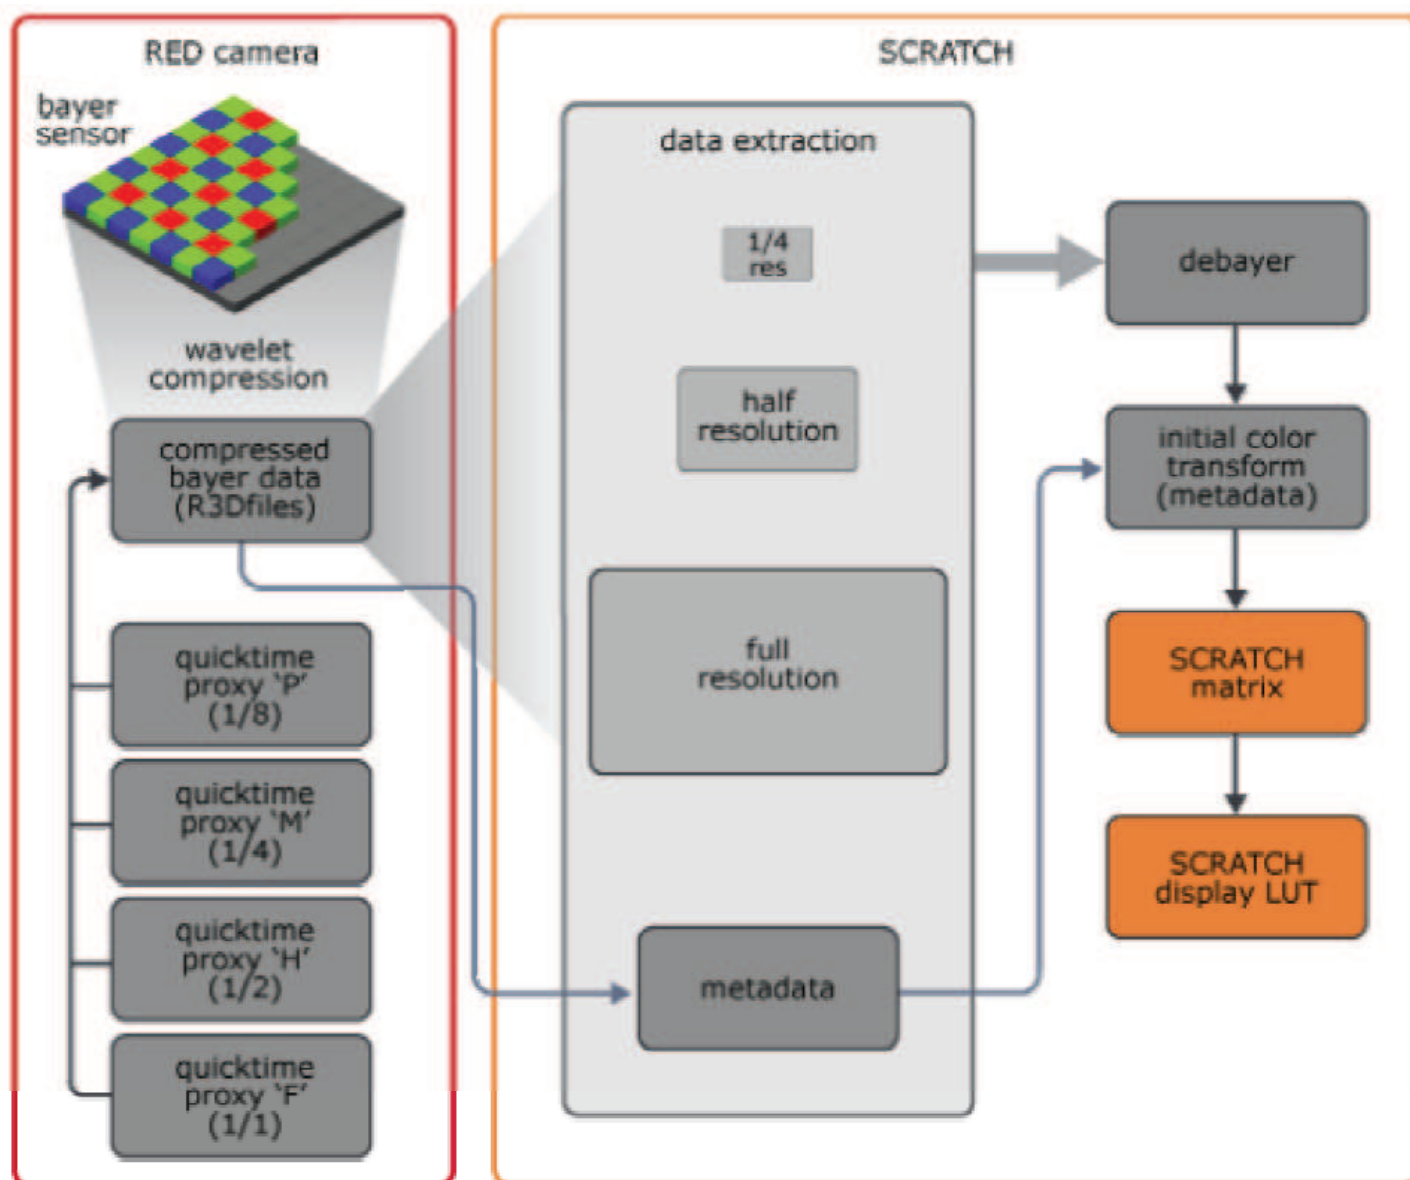 RED camera
bayer
sensor
wavelet
compression
compressed
bayer data
(R3Dfiles)
quicktime
proxy ‘P’
(1/8)
quicktime
proxy ‘M’
(1/4)
quicktime
proxy ‘H’
(1/2)
quicktime
proxy ‘F’
(1/1)
SCRATCH
data extraction
1/4
res
half
resolution
full
resolution
metadata
debayer
initial color
transform
(metadata)
SCRATCH
matrix
SCRATCH
display LUT